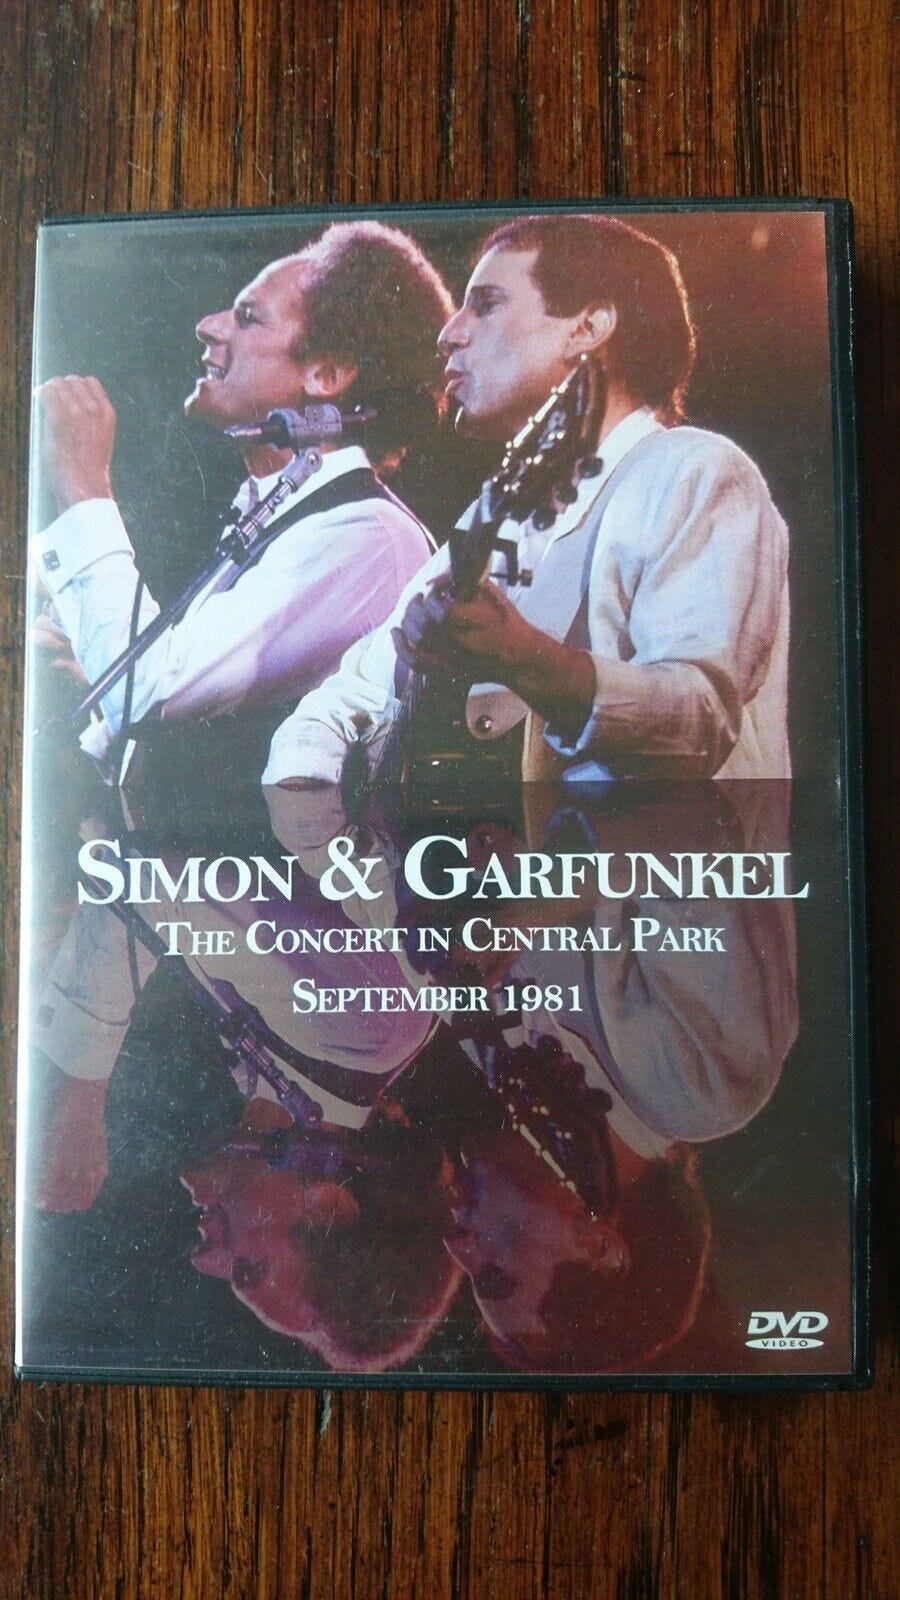 SIMON & GARFUNKEL
THE CONCERT IN CENTRAL PARK
SEPTEMBER 1981
DVD
VIDEO